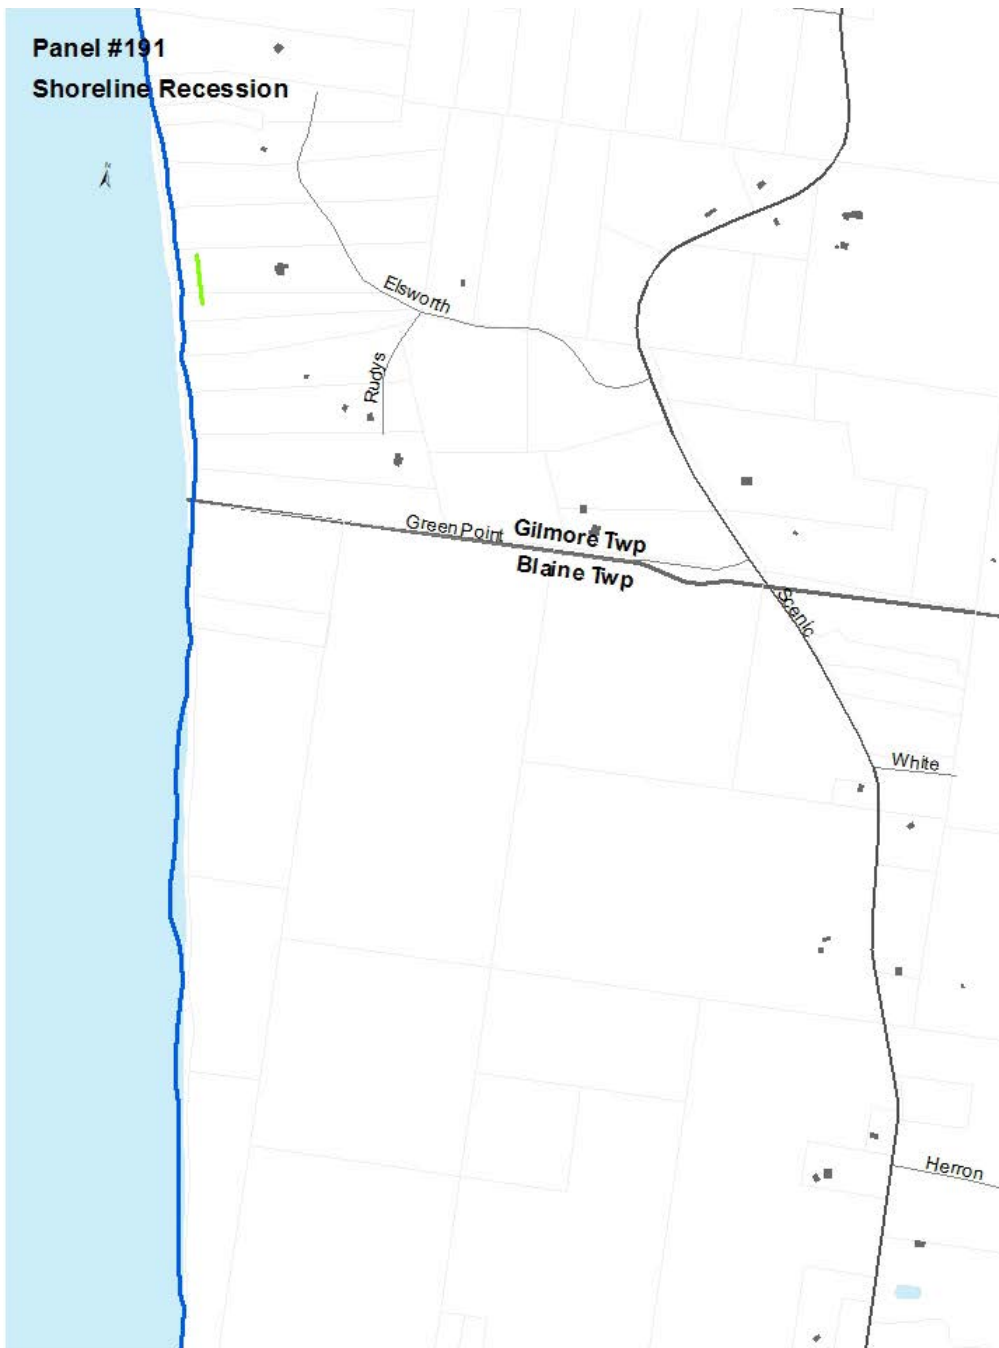 Panel #191
Shoreline Recession
N
Elsworth
Rudys
Green Point
Gilmore Twp
Blaine Twp
Scenic
White
Herron